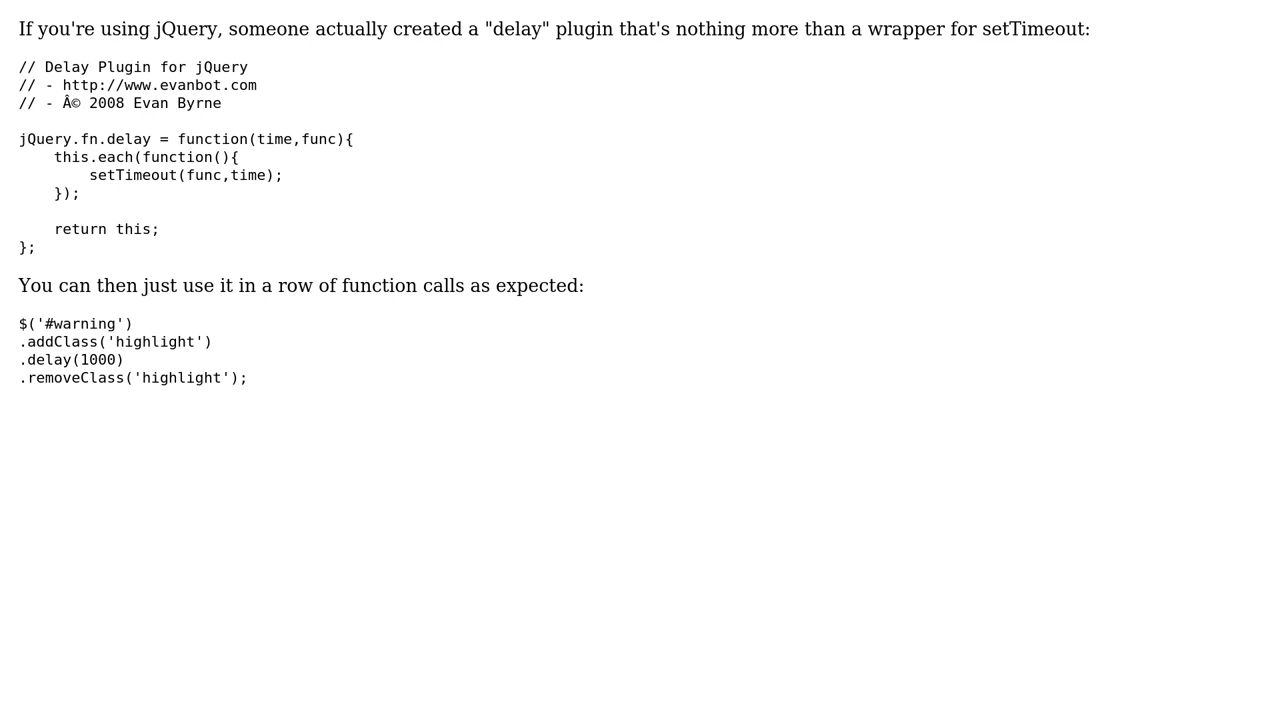 If you're using jQuery, someone actually created a "delay" plugin that's nothing more than a wrapper for setTimeout:
// Delay Plugin for jQuery
// - http://www.evanbot.com
// - Â© 2008 Evan Byrne
jQuery.fn.delay = function(time,func){
    this.each(function(){
        setTimeout(func,time);
    });
    return this;
};
You can then just use it in a row of function calls as expected:
$('#warning')
.addClass('highlight')
.delay(1000)
.removeClass('highlight');